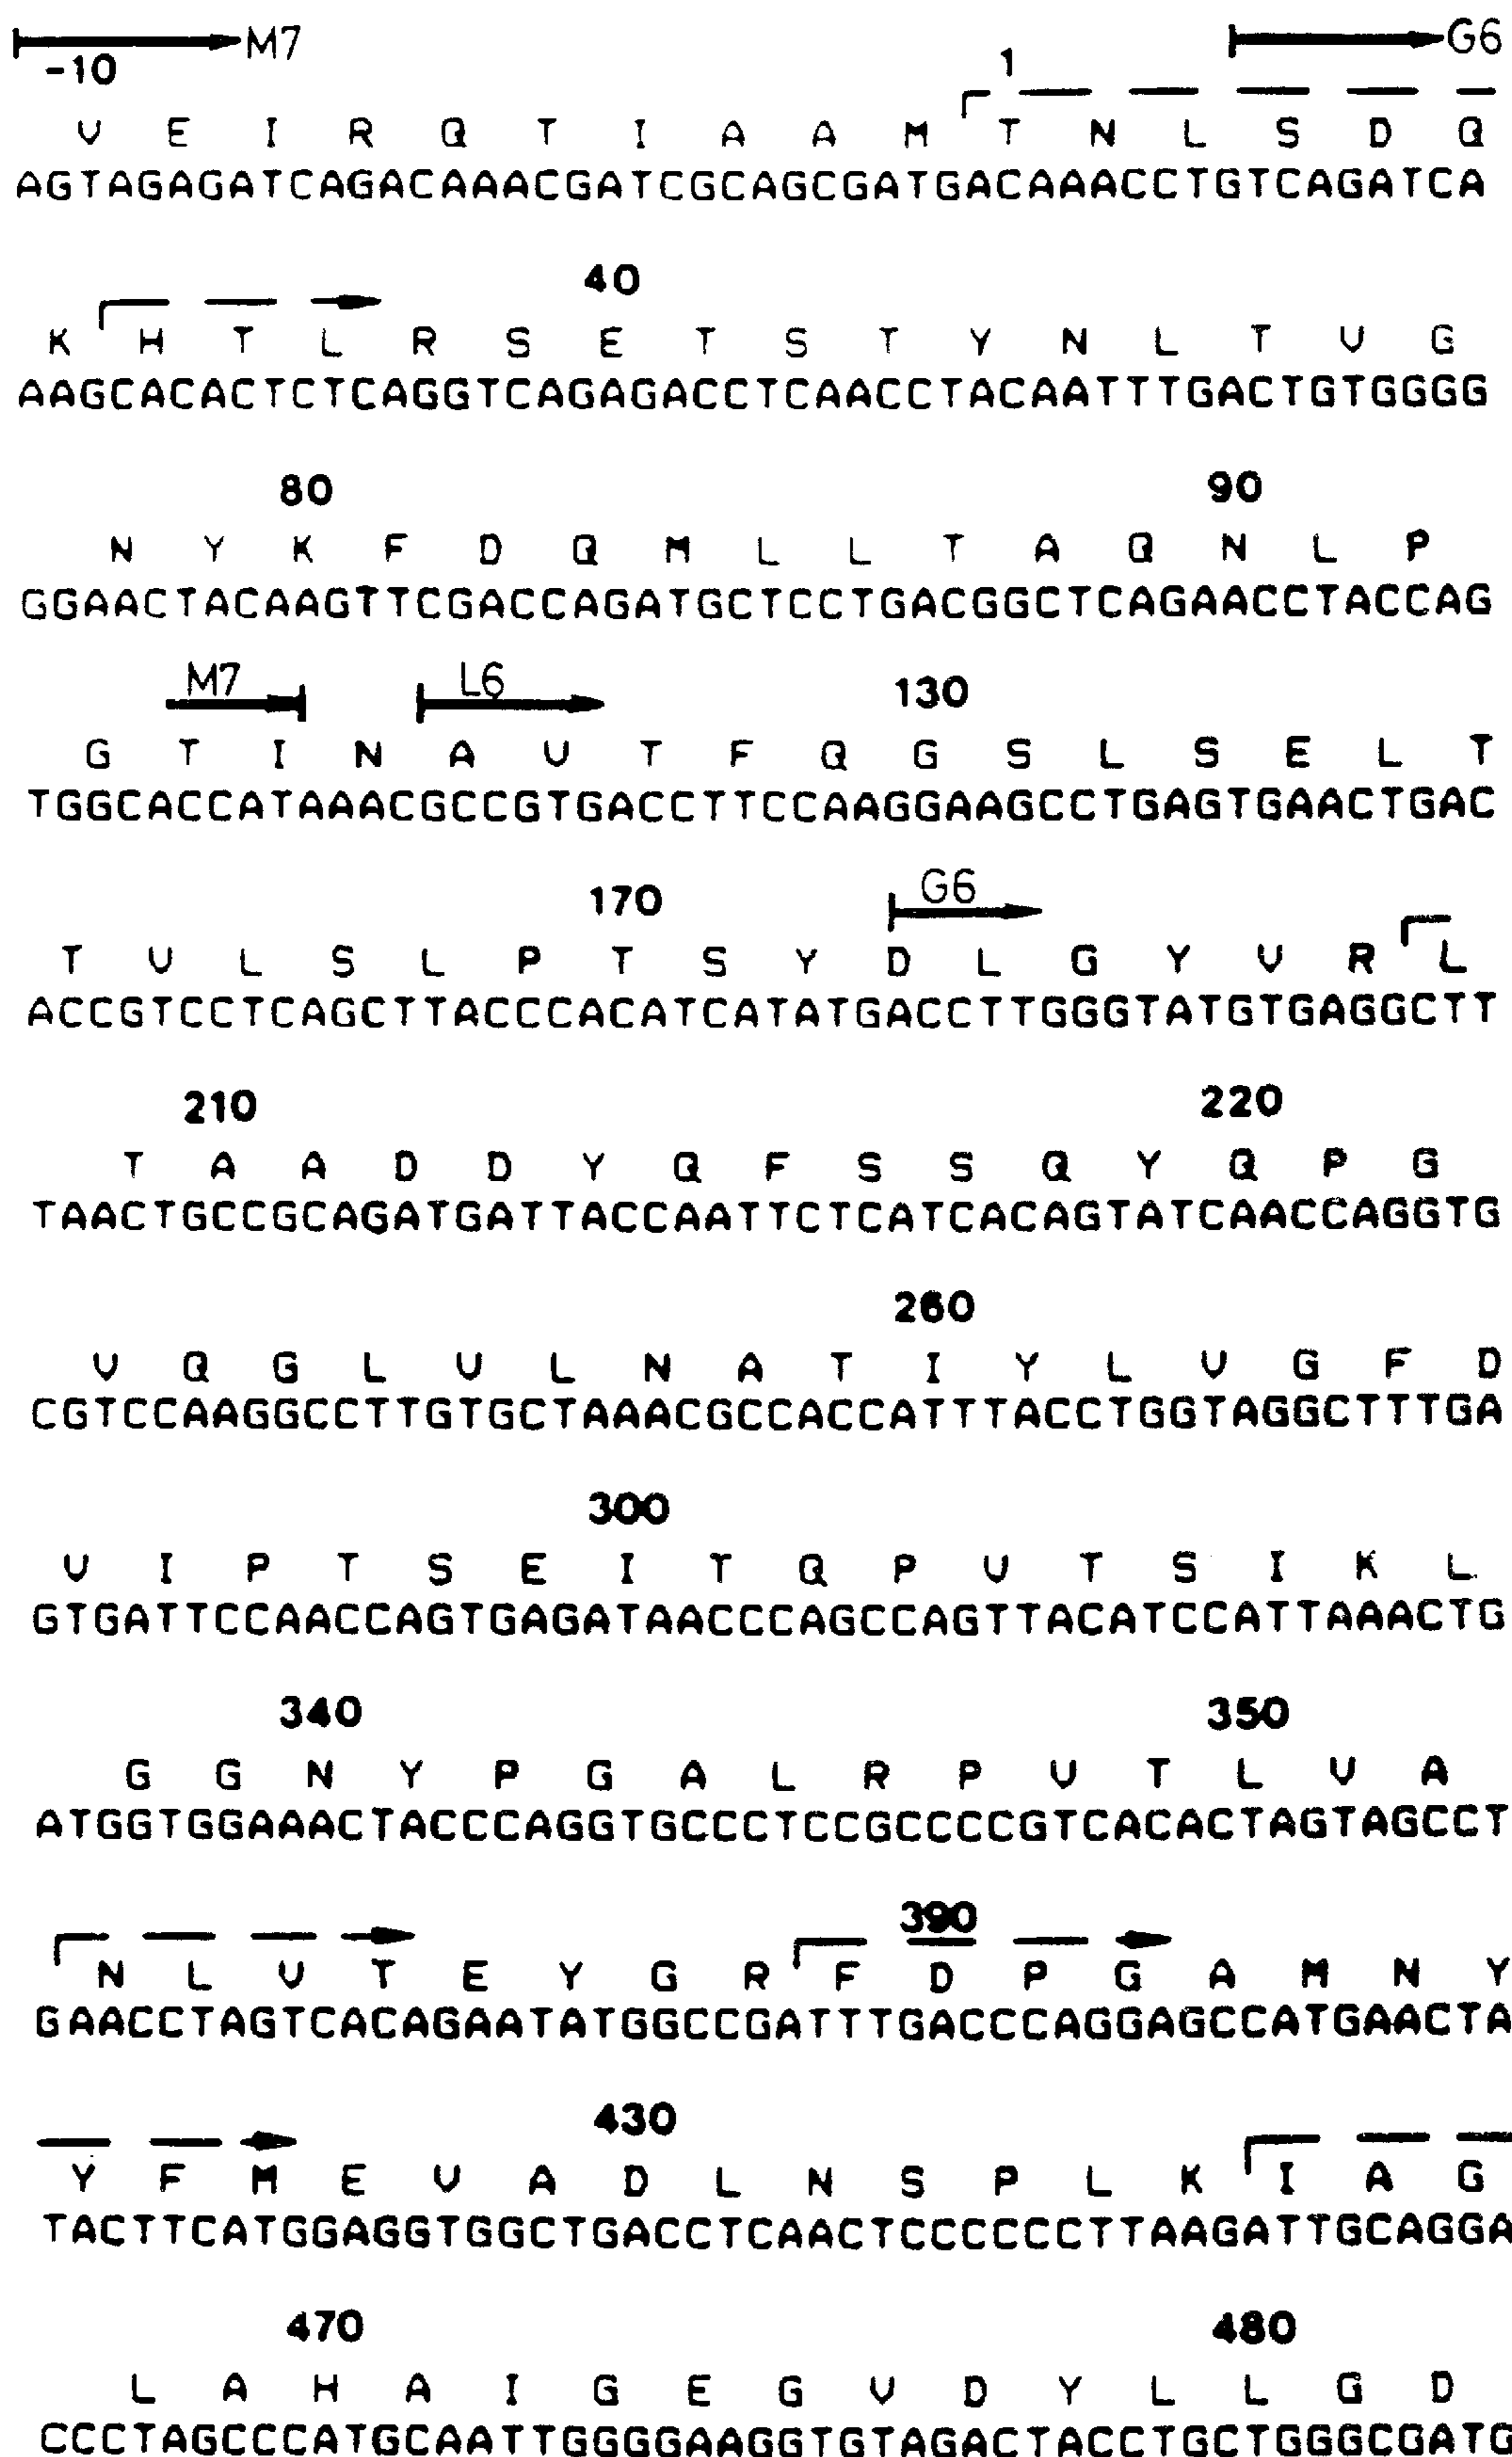 M7 G6
-10 1
V E I R Q T I A A M T N L S D Q
AGTAGAGATCAGACAAACGATCGCAGCGATGACAAACCTGTCAGATCA
40
K H T L R S E T S T Y N L T V G
AAGCACACTCTCAGGTCAGAGACCTCAACCTACAATTTGACTGTGGGG
80 90
N Y K F D Q M L L T A Q N L P
GGAACTACAAGTTCGACCAGATGCTCCTGACGGCTCAGAACCTACCAG
M7 L6 130
G T I N A V T F Q G S L S E L T
TGGCACCATAAACGCCGTGACCTTCCAAGGAAGCCTGAGTGAACTGAC
170 G6
T V L S L P T S Y D L G Y V R L
ACCGTCCTCAGCTTACCCACATCATATGACCTTGGGTATGTGAGGCTT
210 220
T A A D D Y Q F S S Q Y Q P G
TAACTGCCGCAGATGATTACCAATTCTCATCACAGTATCAACCAGGTG
260
V Q G L V L N A T I Y L V G F D
CGTCCAAGGCCTTGTGCTAAACGCCACCATTTACCTGGTAGGCTTTGA
300
V I P T S E I T Q P V T S I K L
GTGATTCCAACCAGTGAGATAACCCAGCCAGTTACATCCATTAAACTG
340 350
G G N Y P G A L R P V T L V A
ATGGTGGAAACTACCCAGGTGCCCTCCGCCCCGTCACACTAGTAGCCT
390
N L V T E Y G R F D P G A M N Y
GAACCTAGTCACAGAATATGGCCGATTTGACCCAGGAGCCATGAACTA
430
Y F M E V A D L N S P L K I A G
TACTTCATGGAGGTGGCTGACCTCAACTCCCCCCTTAAGATTGCAGGA
470 480
L A H A I G E G V D Y L L G D
CCCTAGCCCATGCAATTGGGGAAGGTGTAGACTACCTGCTGGGCGATG